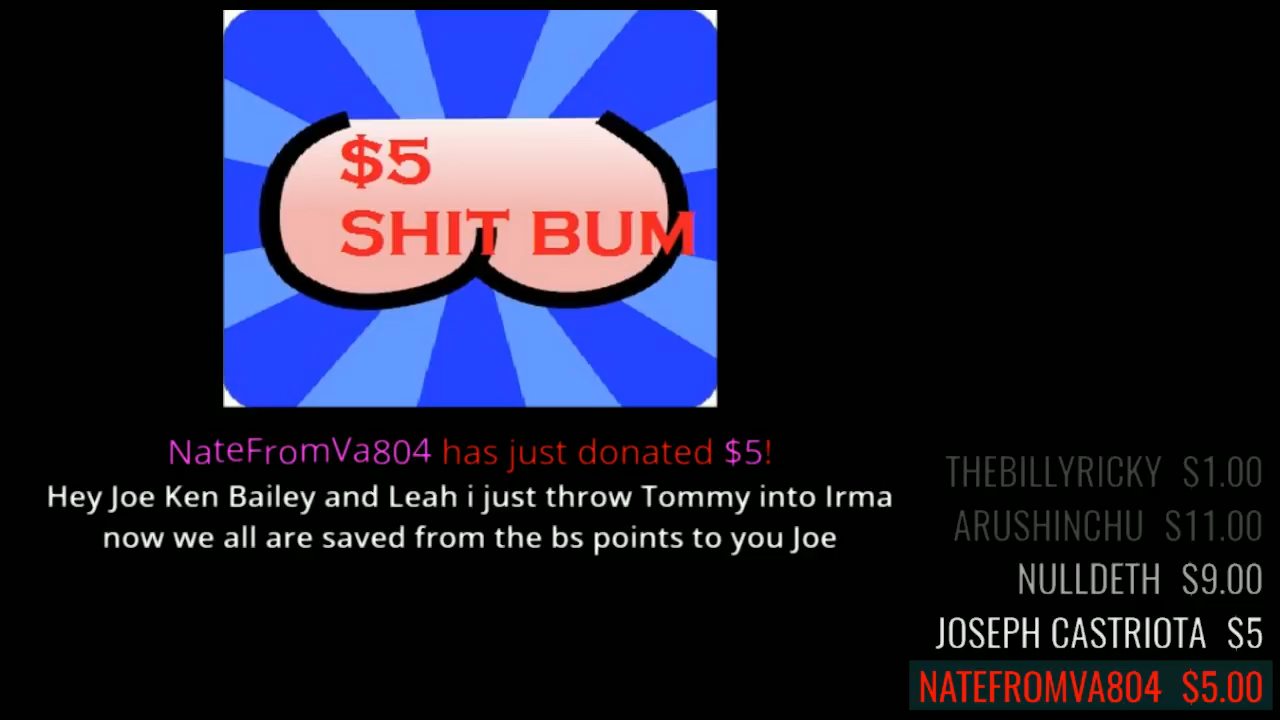 $5
SHIT BUM
NateFromVa804 has just donated $5!
Hey Joe Ken Bailey and Leah i just throw Tommy into Irma
now we all are saved from the bs points to you Joe
THEBILLYRICKY $1.00
ARUSHINCHU $11.00
NULLDETH $9.00
JOSEPH CASTRIOTA $5
NATEFROMVA804 $5.00